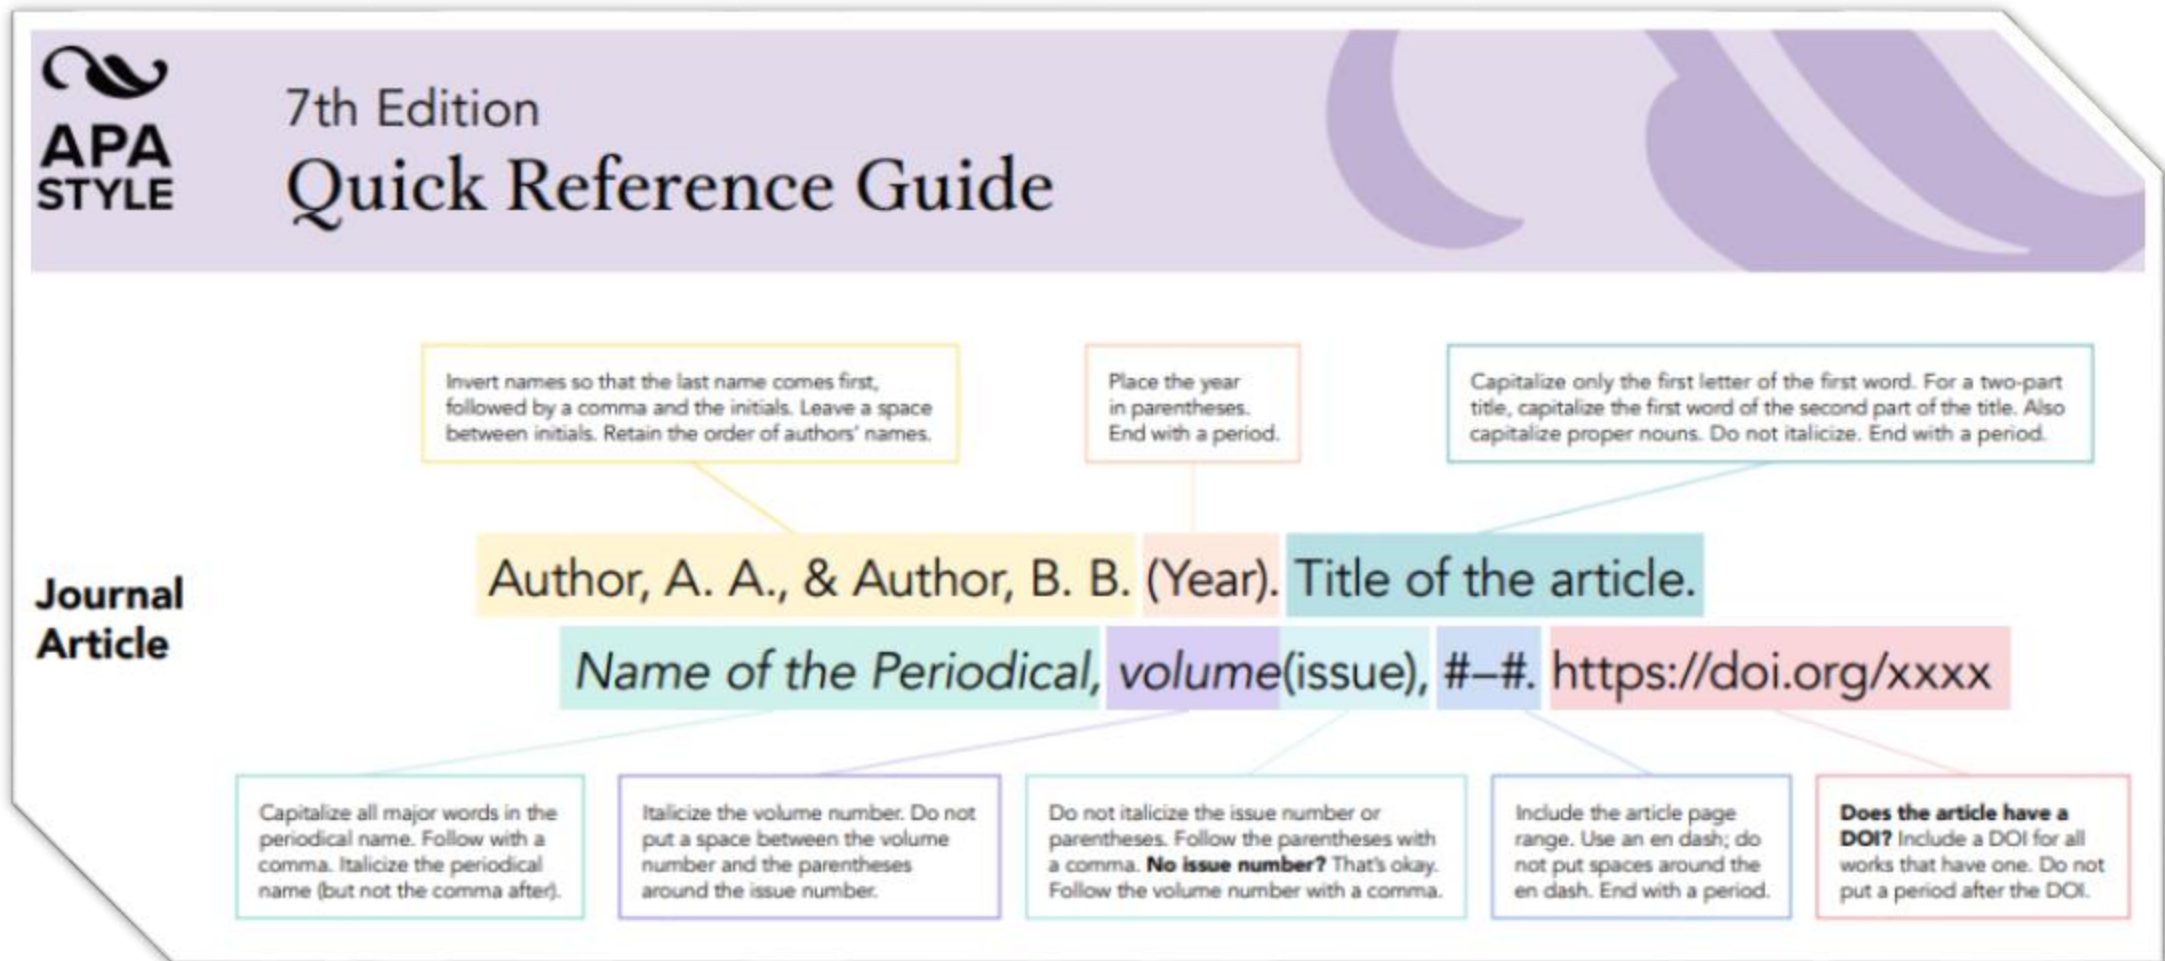 APA
STYLE
7th Edition
Quick Reference Guide
Invert names so that the last name comes first,
followed by a comma and the initials. Leave a space
between initials. Retain the order of authors' names.
Place the year
in parentheses.
End with a period.
Capitalize only the first letter of the first word. For a two-part
title, capitalize the first word of the second part of the title. Also
capitalize proper nouns. Do not italicize. End with a period.
Journal
Article
Author, A. A., & Author, B. B. (Year). Title of the article.
Name of the Periodical, volume(issue), #–#. https://doi.org/xxxx
Capitalize all major words in the
periodical name. Follow with a
comma. Italicize the periodical
name (but not the comma after).
Italicize the volume number. Do not
put a space between the volume
number and the parentheses
around the issue number.
Do not italicize the issue number or
parentheses. Follow the parentheses with
a comma. No issue number? That's okay.
Follow the volume number with a comma.
Include the article page
range. Use an en dash; do
not put spaces around the
en dash. End with a period.
Does the article have a
DOI? Include a DOI for all
works that have one. Do not
put a period after the DOI.